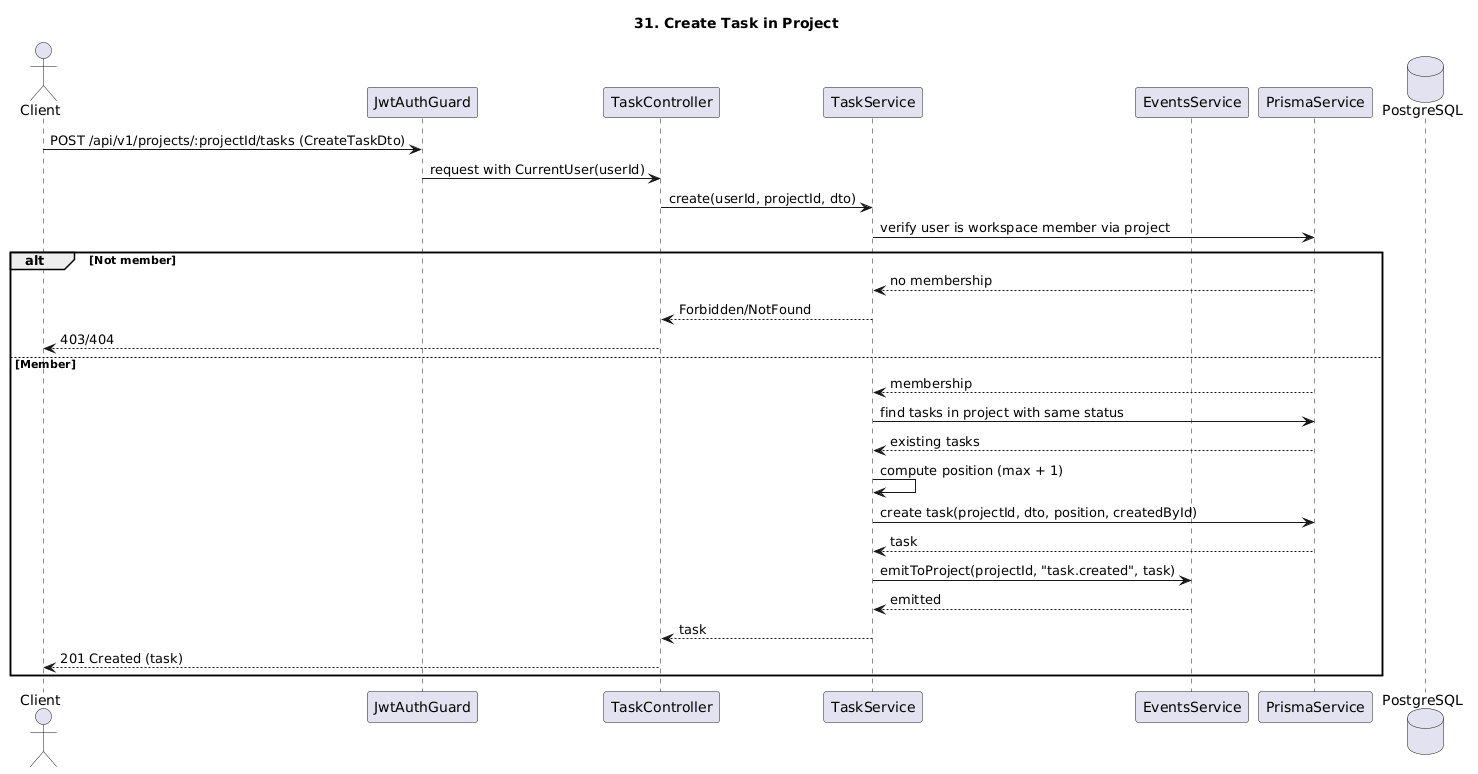 31. Create Task in Project
Client
JwtAuthGuard
TaskController
TaskService
EventsService
PrismaService
PostgreSQL
POST /api/v1/projects/:projectId/tasks (CreateTaskDto)
request with CurrentUser(userId)
create(userId, projectId, dto)
verify user is workspace member via project
alt
[Not member]
no membership
Forbidden/NotFound
403/404
[Member]
membership
find tasks in project with same status
existing tasks
compute position (max + 1)
create task(projectId, dto, position, createdById)
task
emitToProject(projectId, "task.created", task)
emitted
task
201 Created (task)
Client
JwtAuthGuard
TaskController
TaskService
EventsService
PrismaService
PostgreSQL